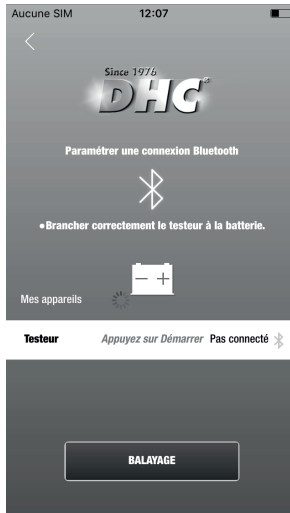 Aucune SIM 12:07
Since 1976
DHC®
Paramétrer une connexion Bluetooth
•Brancher correctement le testeur à la batterie.
Mes appareils
Testeur Appuyez sur Démarrer Pas connecté
BALAYAGE